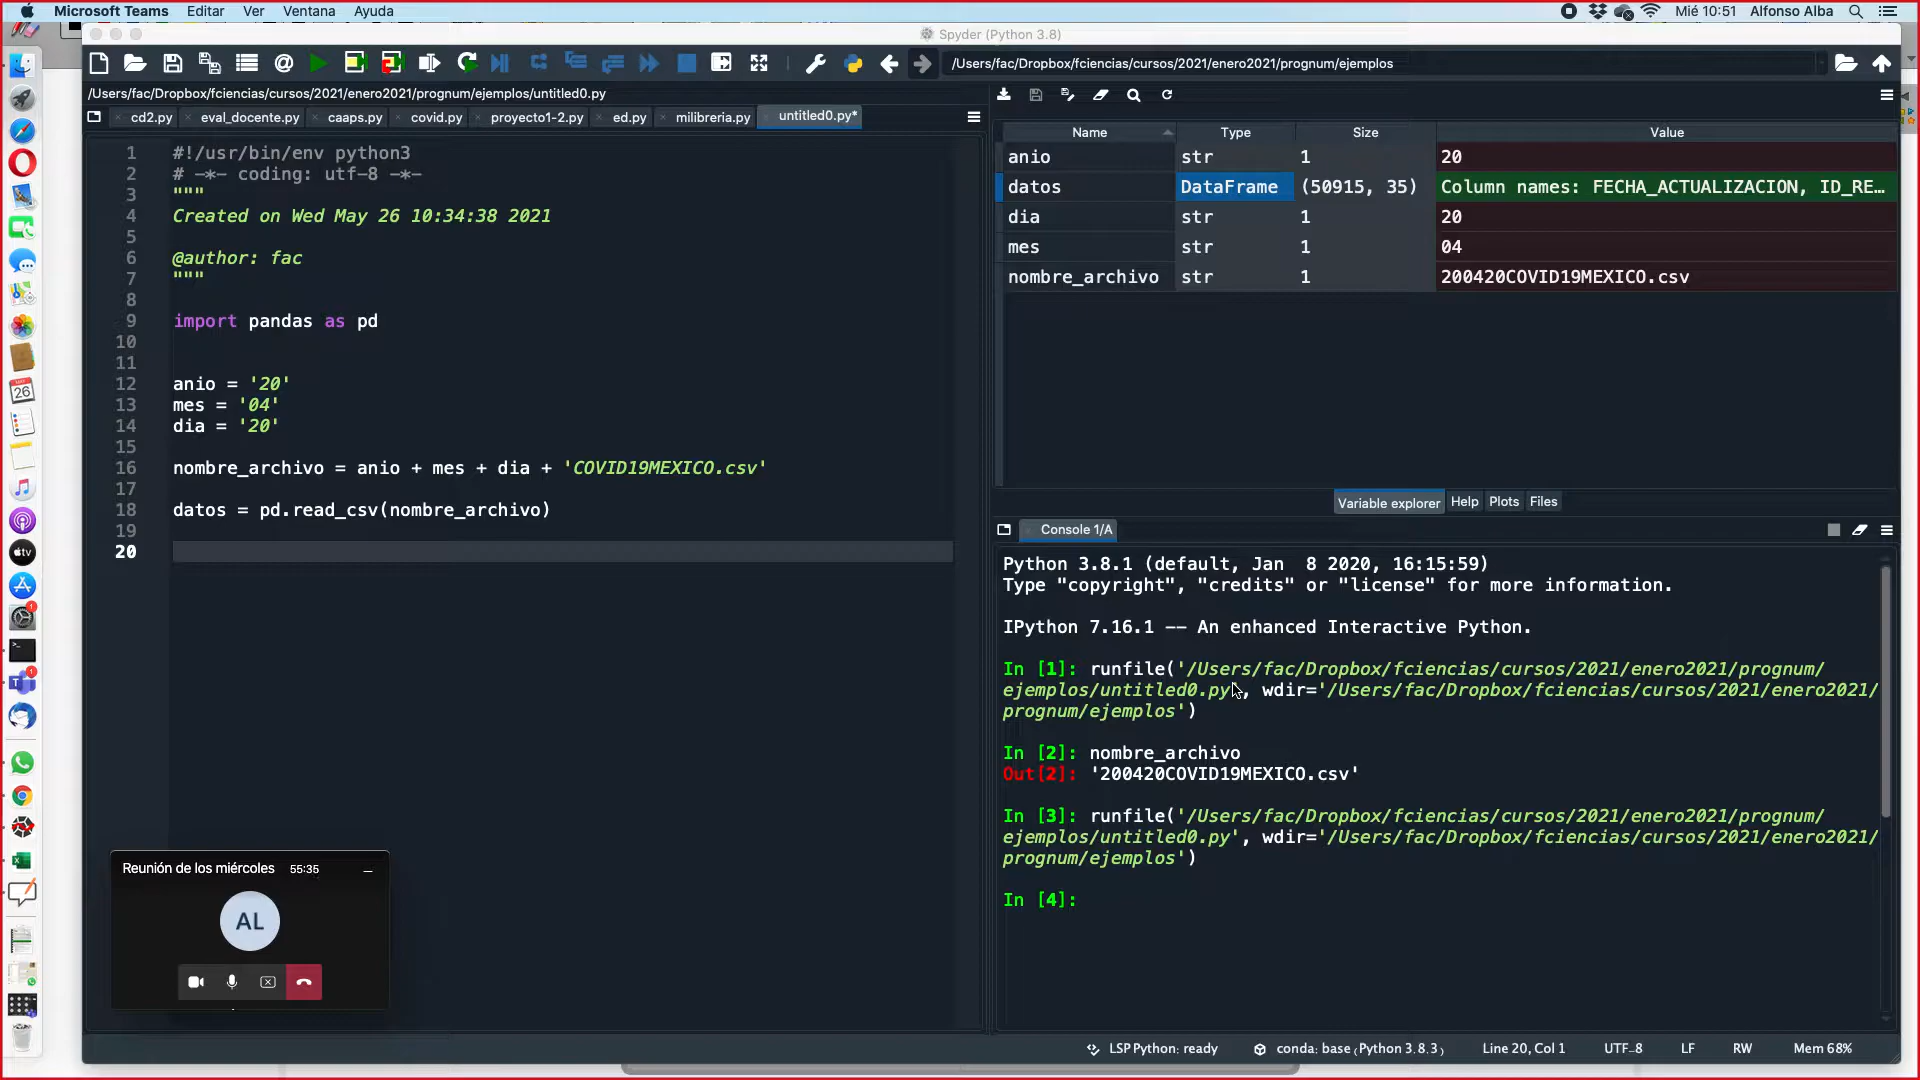 Microsoft Teams Editar Ver Ventana Ayuda
Mié 10:51 Alfonso Alba
Spyder (Python 3.8)
/Users/fac/Dropbox/fciencias/cursos/2021/enero2021/prognum/ejemplos
/Users/fac/Dropbox/fciencias/cursos/2021/enero2021/prognum/ejemplos/untitled0.py
cd2.py eval_docente.py caaps.py covid.py proyecto1-2.py ed.py milibreria.py untitled0.py*
1 #!/usr/bin/env python3
2 # -*- coding: utf-8 -*-
3 """
4 Created on Wed May 26 10:34:38 2021
5
6 @author: fac
7 """
8
9 import pandas as pd
10
11
12 anio = '20'
13 mes = '04'
14 dia = '20'
15
16 nombre_archivo = anio + mes + dia + 'COVID19MEXICO.csv'
17
18 datos = pd.read_csv(nombre_archivo)
19
20
Reunión de los miércoles 55:35
AL
Name Type Size Value
anio str 1 20
datos DataFrame (50915, 35) Column names: FECHA_ACTUALIZACION, ID_RE…
dia str 1 20
mes str 1 04
nombre_archivo str 1 200420COVID19MEXICO.csv
Variable explorer Help Plots Files
Console 1/A
Python 3.8.1 (default, Jan  8 2020, 16:15:59)
Type "copyright", "credits" or "license" for more information.
IPython 7.16.1 -- An enhanced Interactive Python.
In [1]: runfile('/Users/fac/Dropbox/fciencias/cursos/2021/enero2021/prognum/
ejemplos/untitled0.py', wdir='/Users/fac/Dropbox/fciencias/cursos/2021/enero2021/
prognum/ejemplos')
In [2]: nombre_archivo
Out[2]: '200420COVID19MEXICO.csv'
In [3]: runfile('/Users/fac/Dropbox/fciencias/cursos/2021/enero2021/prognum/
ejemplos/untitled0.py', wdir='/Users/fac/Dropbox/fciencias/cursos/2021/enero2021/
prognum/ejemplos')
In [4]:
LSP Python: ready conda: base (Python 3.8.3) Line 20, Col 1 UTF-8 LF RW Mem 68%